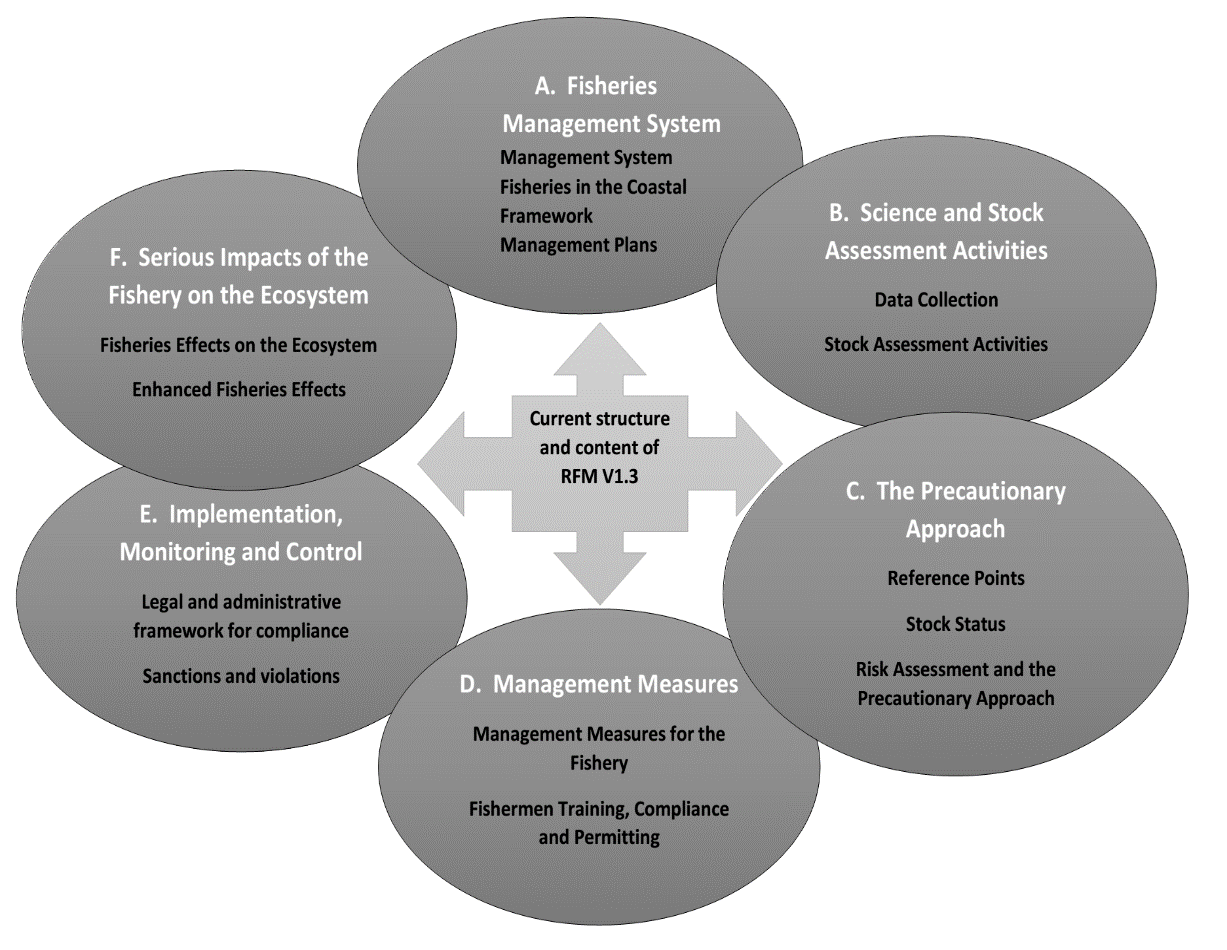 A. Fisheries
Management System
Management System
Fisheries in the Coastal
Framework
Management Plans
B. Science and Stock
Assessment Activities
Data Collection
Stock Assessment Activities
C. The Precautionary
Approach
Reference Points
Stock Status
Risk Assessment and the
Precautionary Approach
D. Management Measures
Management Measures for the
Fishery
Fishermen Training, Compliance
and Permitting
E. Implementation,
Monitoring and Control
Legal and administrative
framework for compliance
Sanctions and violations
F. Serious Impacts of the
Fishery on the Ecosystem
Fisheries Effects on the Ecosystem
Enhanced Fisheries Effects
Current structure
and content of
RFM V1.3